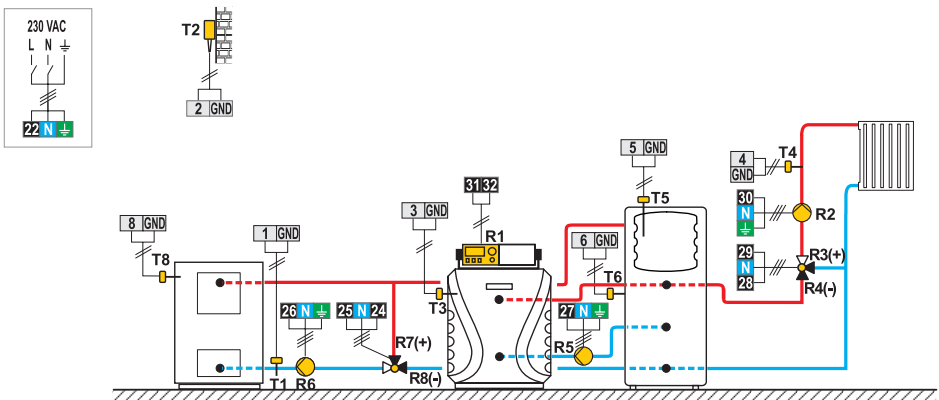 230 VAC
L N
22 N
T2
2 GND
5 GND
4
GND
T4
31 32
3 GND
30
N
R2
8 GND
1 GND
R1
T5
6 GND
29
N
28
R3(+)
R4(-)
T8
T6
T3
26 N
25 N 24
27 N
R7(+)
R5
T1
R6
R8(-)